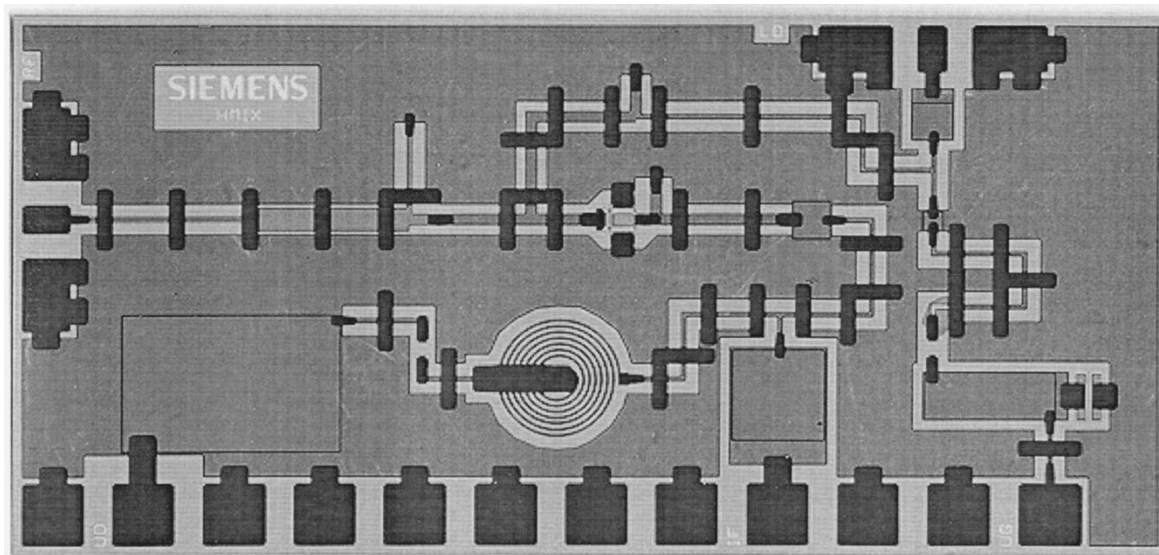 LO
RF
SIEMENS
HMIX
UD
IF
UG